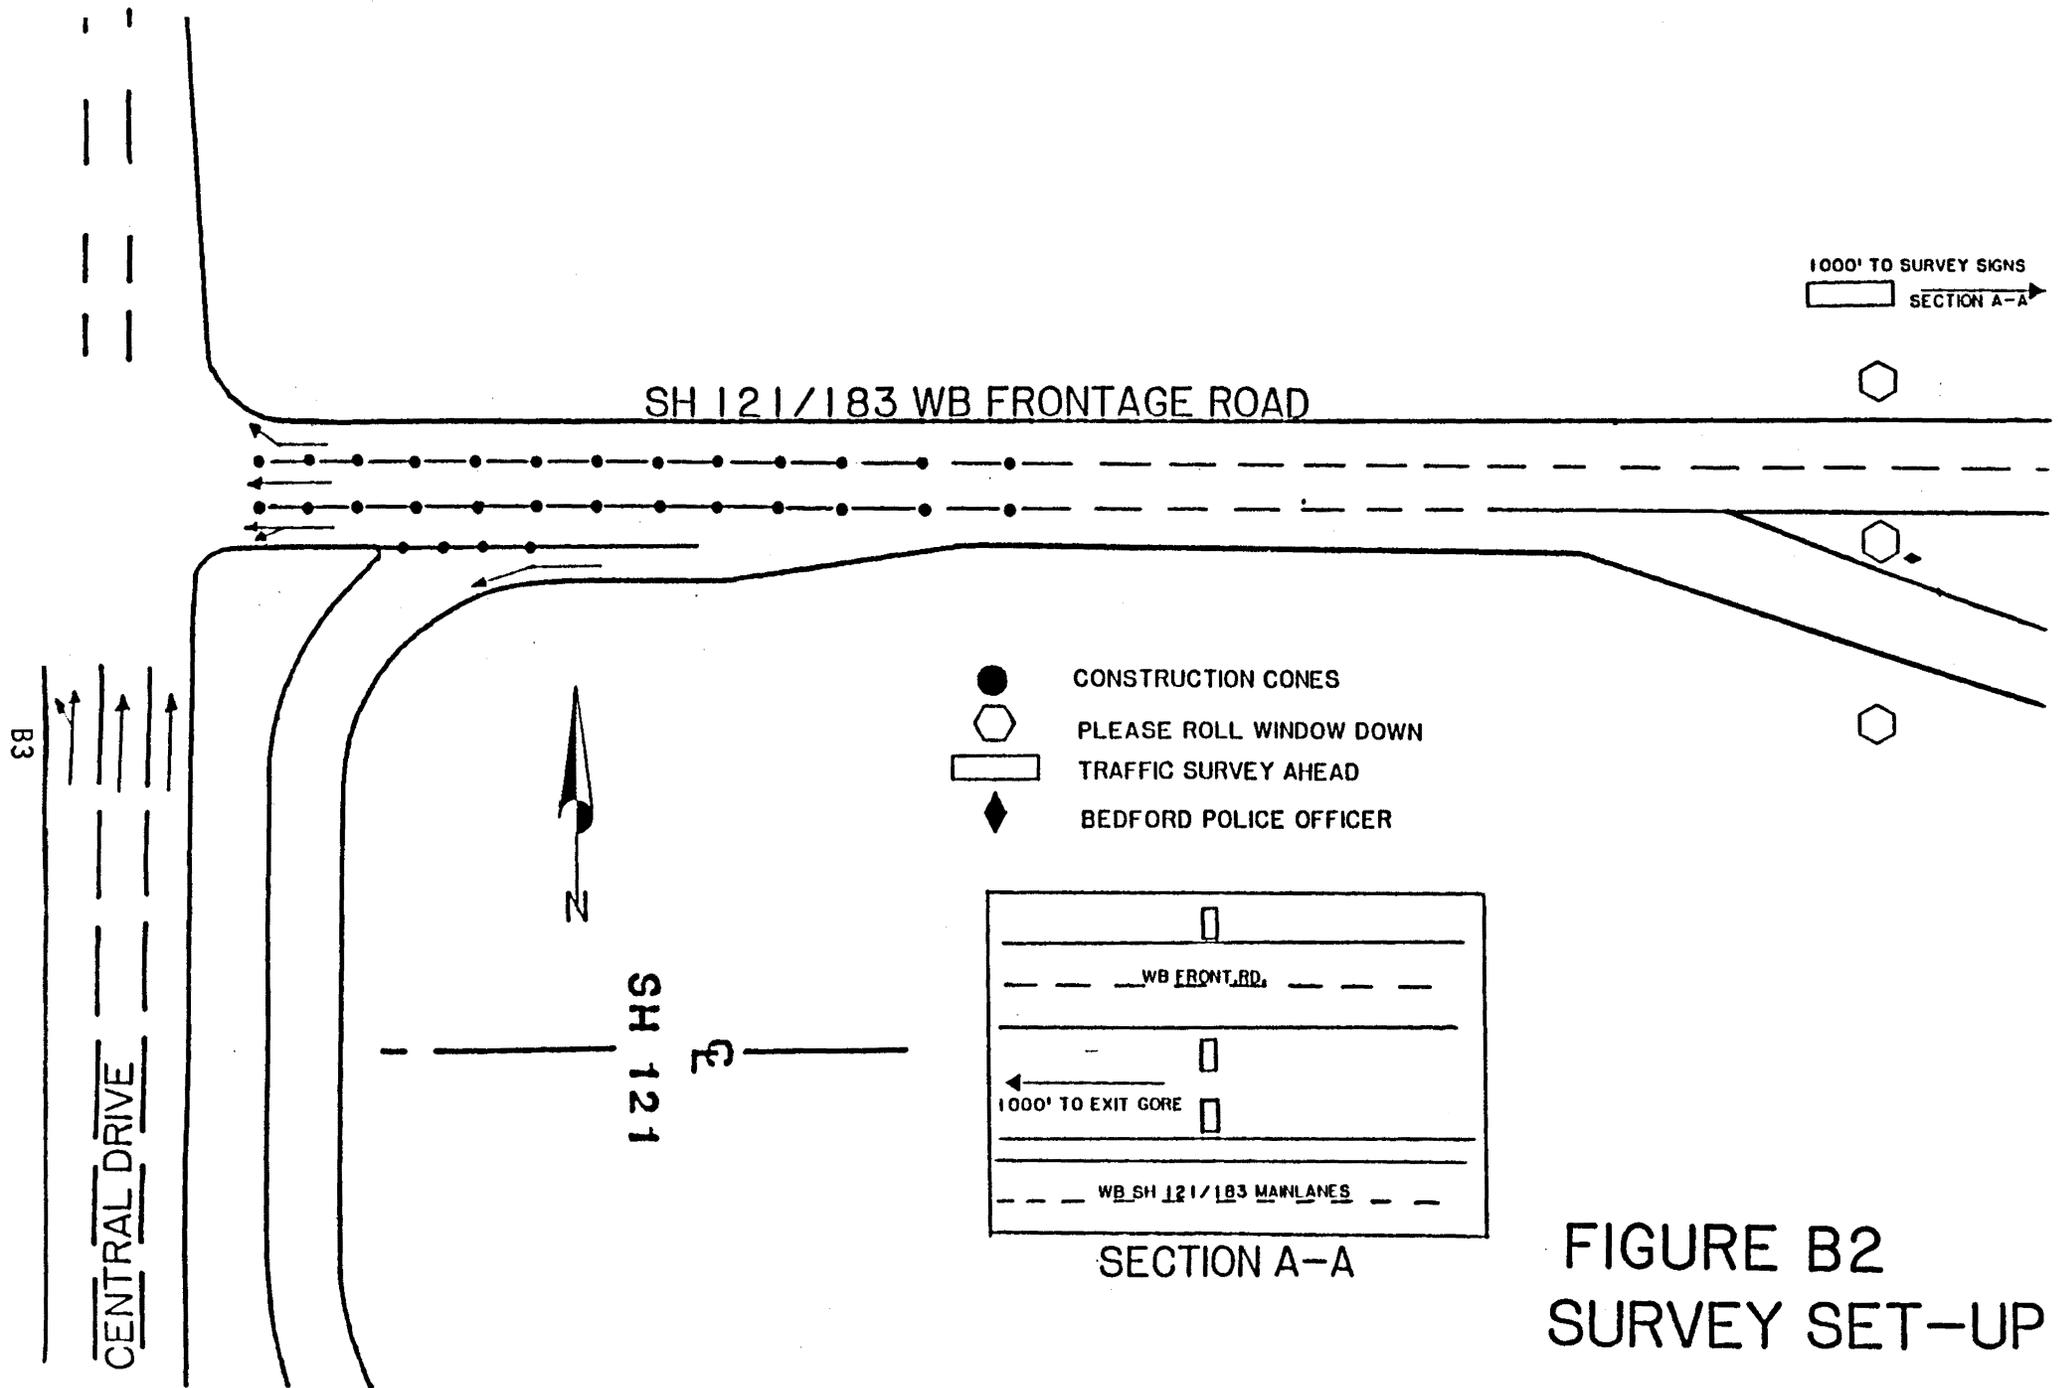 1000' TO SURVEY SIGNS
SECTION A-A
SH 121/183 WB FRONTAGE ROAD
CONSTRUCTION CONES
PLEASE ROLL WINDOW DOWN
TRAFFIC SURVEY AHEAD
BEDFORD POLICE OFFICER
B3
N
SH 121
CL
CENTRAL DRIVE
WB FRONT. RD.
1000' TO EXIT GORE
WB SH 121/183 MAINLANES
SECTION A-A
FIGURE B2
SURVEY SET-UP